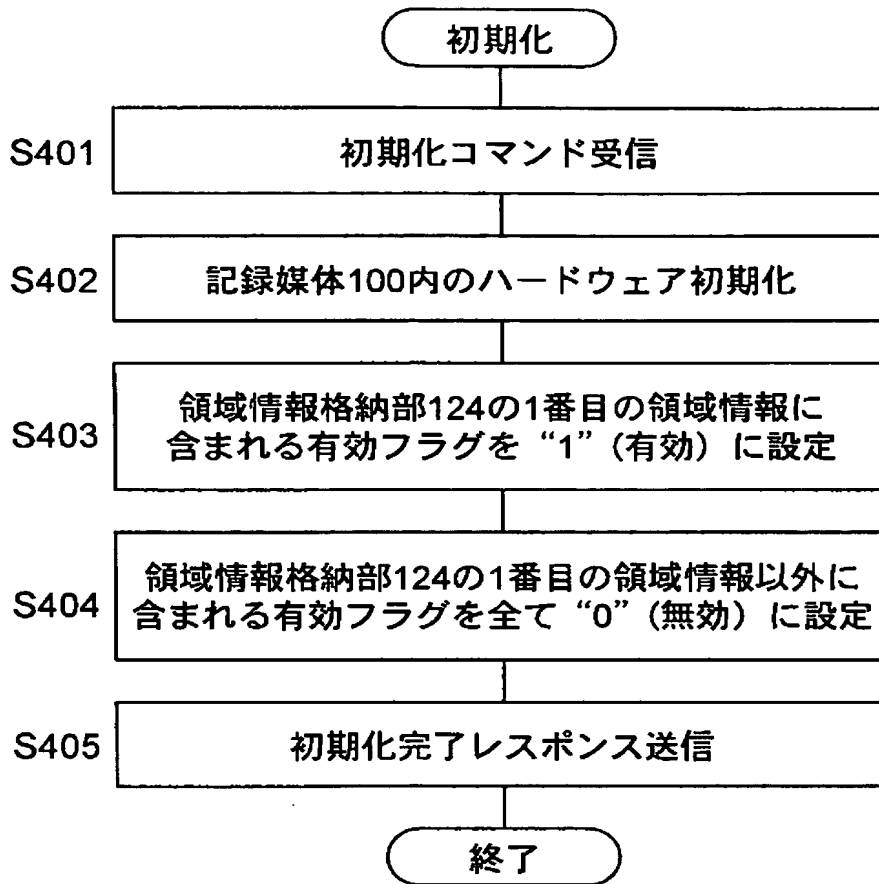 初期化
S401
初期化コマンド受信
S402
記録媒体100内のハードウェア初期化
S403
領域情報格納部124の1番目の領域情報に
含まれる有効フラグを “1” (有効) に設定
S404
領域情報格納部124の1番目の領域情報以外に
含まれる有効フラグを全て “0” (無効) に設定
S405
初期化完了レスポンス送信
終了